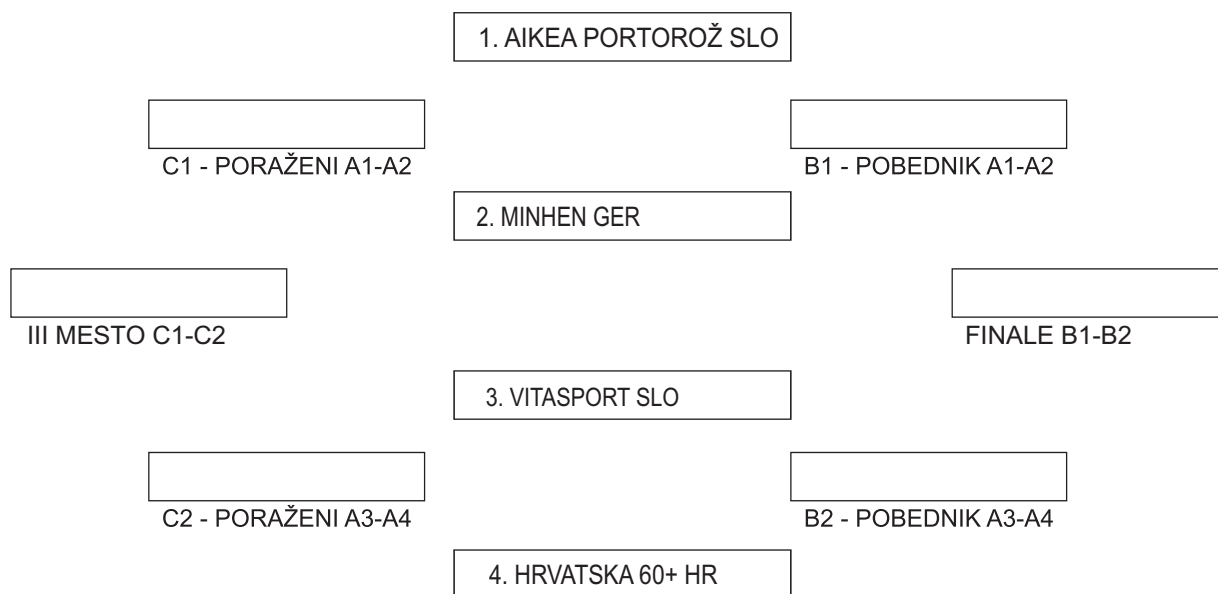 1. AIKEA PORTOROŽ SLO
C1 - PORAŽENI A1-A2
B1 - POBEDNIK A1-A2
2. MINHEN GER
III MESTO C1-C2
FINALE B1-B2
3. VITASPORT SLO
C2 - PORAŽENI A3-A4
B2 - POBEDNIK A3-A4
4. HRVATSKA 60+ HR